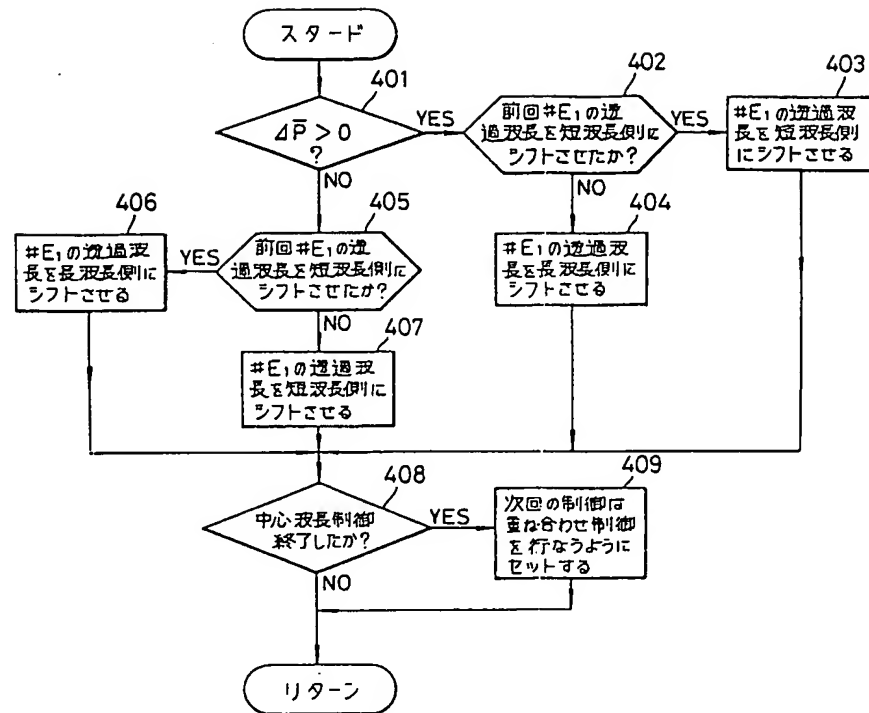 スタード
401
ΔP̅ > 0
?
YES
NO
402
前回#E₁の透
過波長を短波長側に
シフトさせたか?
YES
NO
403
#E₁の透過波
長を短波長側
にシフトさせる
404
#E₁の透過波
長を長波長側に
シフトさせる
405
前回#E₁の透
過波長を短波長側に
シフトさせたか?
YES
NO
406
#E₁の透過波
長を長波長側に
シフトさせる
407
#E₁の透過波
長を短波長側に
シフトさせる
408
中心波長制御
終了したか?
YES
NO
409
次回の制御は
重ね合わせ制御
を行なうように
セットする
リターン